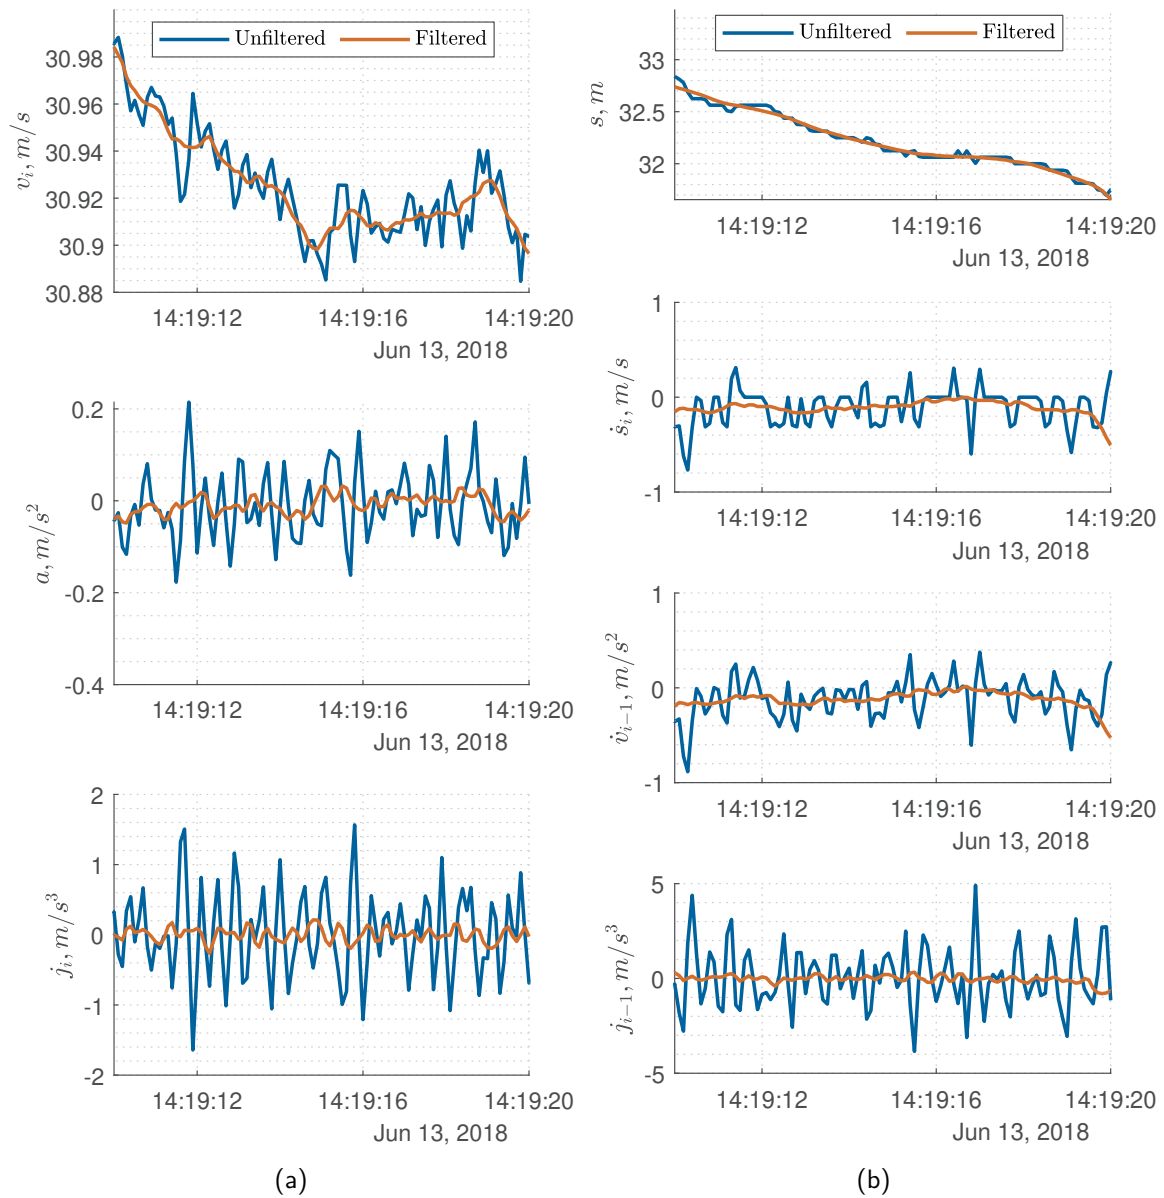 Unfiltered Filtered
30.98
30.96
30.94
30.92
30.9
30.88
v_i, m/s
14:19:12 14:19:16 14:19:20
Jun 13, 2018
0.2
0
-0.2
-0.4
a, m/s^2
14:19:12 14:19:16 14:19:20
Jun 13, 2018
2
1
0
-1
-2
j_i, m/s^3
14:19:12 14:19:16 14:19:20
Jun 13, 2018
(a)
Unfiltered Filtered
33
32.5
32
s, m
14:19:12 14:19:16 14:19:20
Jun 13, 2018
1
0
-1
ṡ_i, m/s
14:19:12 14:19:16 14:19:20
Jun 13, 2018
1
0
-1
v̇_{i−1}, m/s^2
14:19:12 14:19:16 14:19:20
Jun 13, 2018
5
0
-5
j_{i−1}, m/s^3
14:19:12 14:19:16 14:19:20
Jun 13, 2018
(b)